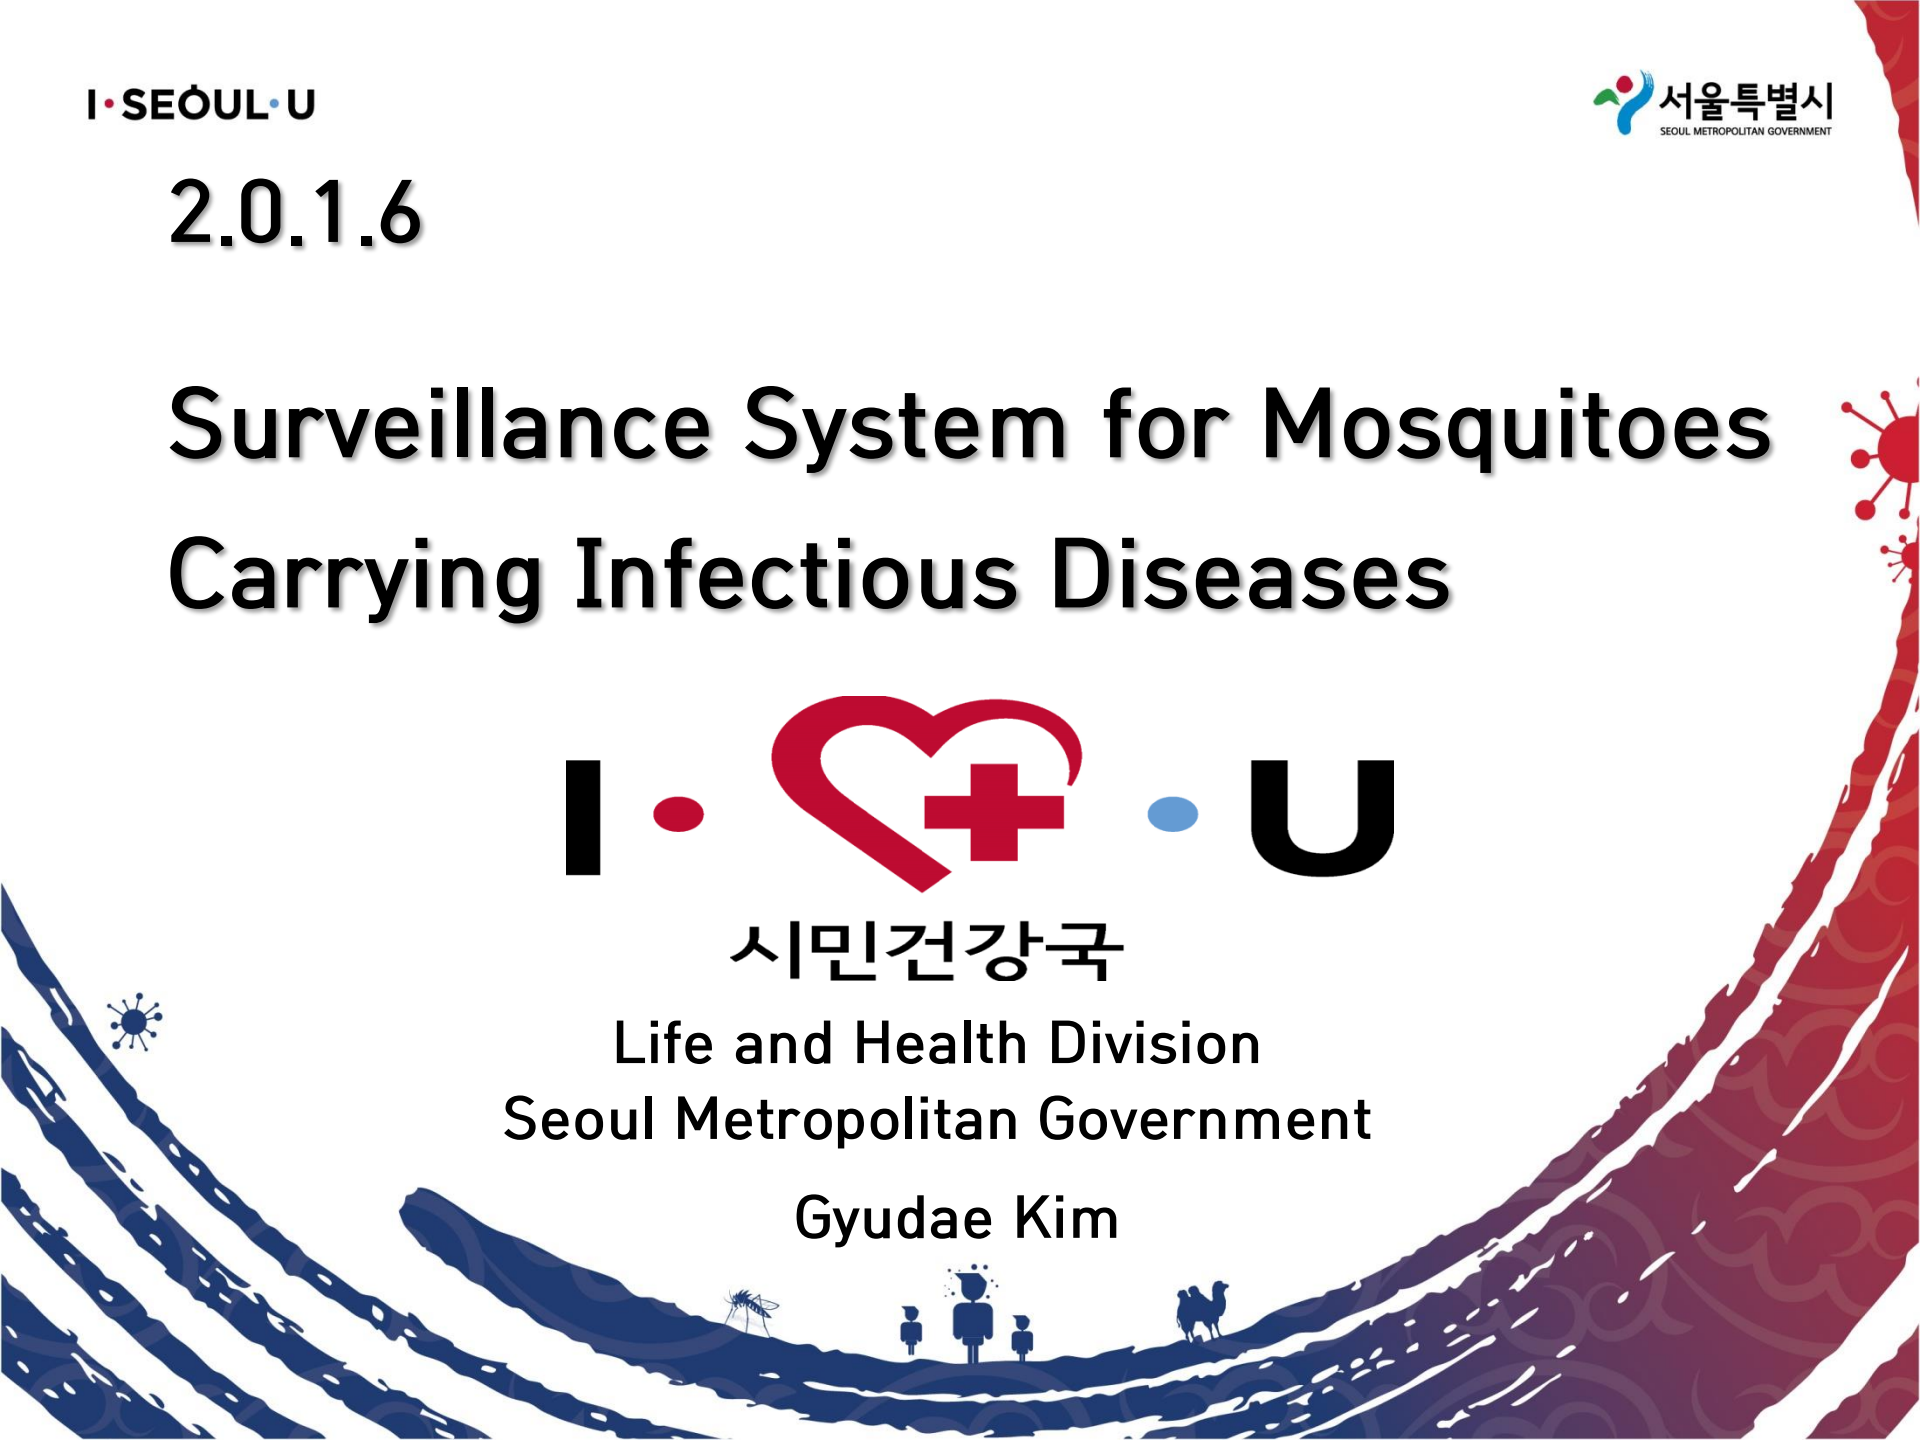 I·SEOUL·U
서울특별시
SEOUL METROPOLITAN GOVERNMENT
2.0.1.6
Surveillance System for Mosquitoes
Carrying Infectious Diseases
I · · U
시민건강국
Life and Health Division
Seoul Metropolitan Government
Gyudae Kim